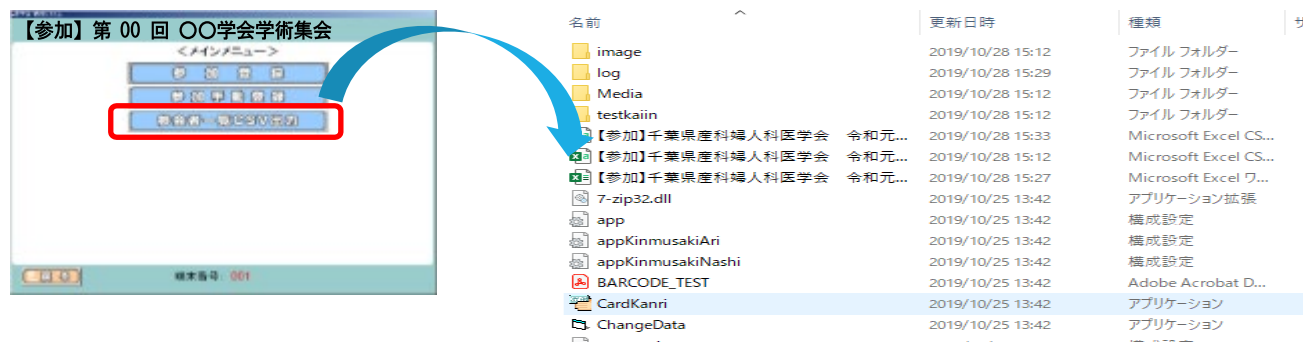 【参加】第 00 回 〇〇学会学術集会
<メインメニュー>
端末番号: 001
名前 更新日時 種類 サ
image 2019/10/28 15:12 ファイル フォルダー
log 2019/10/28 15:29 ファイル フォルダー
Media 2019/10/28 15:12 ファイル フォルダー
testkaiin 2019/10/28 15:12 ファイル フォルダー
【参加】千葉県産科婦人科医学会 令和元... 2019/10/28 15:33 Microsoft Excel CS...
【参加】千葉県産科婦人科医学会 令和元... 2019/10/28 15:12 Microsoft Excel CS...
【参加】千葉県産科婦人科医学会 令和元... 2019/10/28 15:27 Microsoft Excel ワ...
7-zip32.dll 2019/10/25 13:42 アプリケーション拡張
app 2019/10/25 13:42 構成設定
appKinmusakiAri 2019/10/25 13:42 構成設定
appKinmusakiNashi 2019/10/25 13:42 構成設定
BARCODE_TEST 2019/10/25 13:42 Adobe Acrobat D...
CardKanri 2019/10/25 13:42 アプリケーション
ChangeData 2019/10/25 13:42 アプリケーション